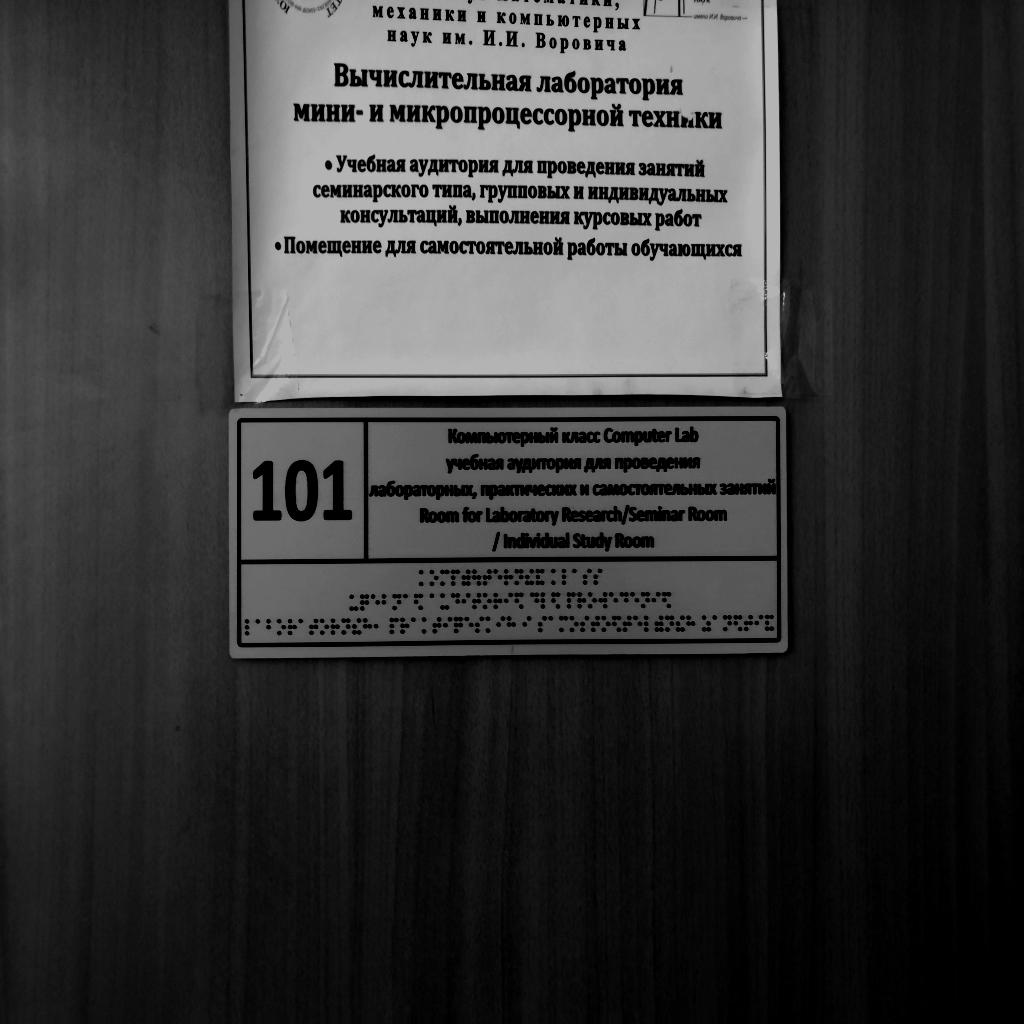 механики и компьютерных
наук им. И.И. Воровича
Вычислительная лаборатория
мини- и микропроцессорной техники
• Учебная аудитория для проведения занятий
семинарского типа, групповых и индивидуальных
консультаций, выполнения курсовых работ
• Помещение для самостоятельной работы обучающихся
101
Компьютерный класс Computer Lab
учебная аудитория для проведения
лабораторных, практических и самостоятельных занятий
Room for Laboratory Research/Seminar Room
/ Individual Study Room